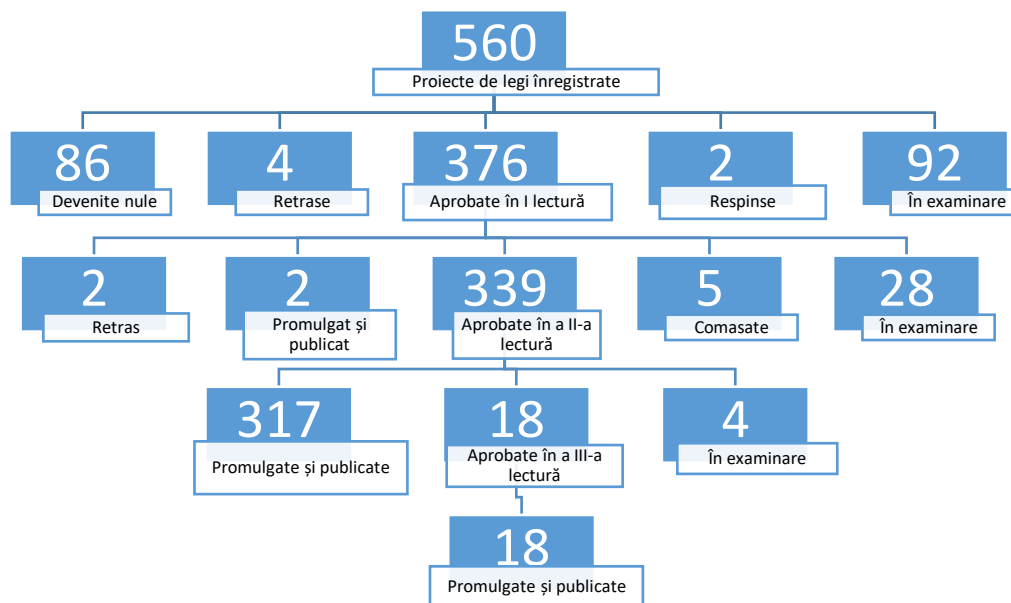 560
Proiecte de legi înregistrate
86
Devenite nule
4
Retrase
376
Aprobate în I lectură
2
Respinse
92
În examinare
2
Retras
2
Promulgat și
publicat
339
Aprobate în a II-a
lectură
5
Comasate
28
În examinare
317
Promulgate și publicate
18
Aprobate în a III-a
lectură
4
În examinare
18
Promulgate și publicate